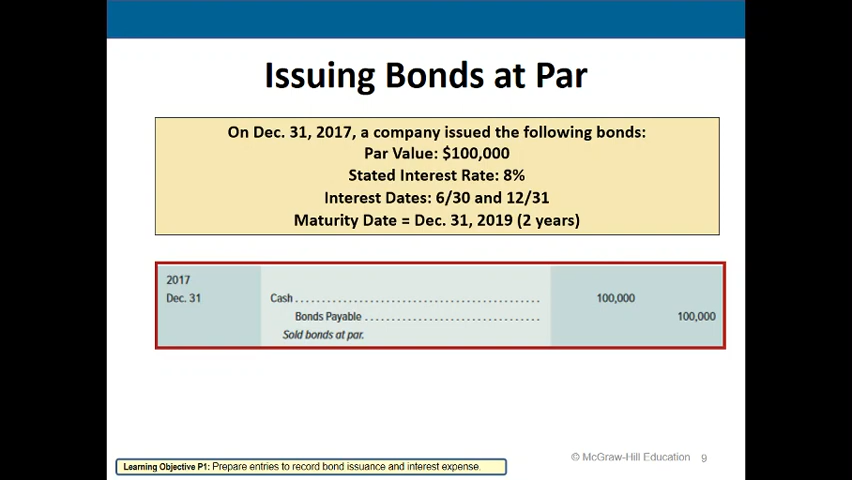 Issuing Bonds at Par
On Dec. 31, 2017, a company issued the following bonds:
Par Value: $100,000
Stated Interest Rate: 8%
Interest Dates: 6/30 and 12/31
Maturity Date = Dec. 31, 2019 (2 years)
2017
Dec. 31 Cash ........................................... 100,000
Bonds Payable ............................... 100,000
Sold bonds at par.
© McGraw-Hill Education 9
Learning Objective P1: Prepare entries to record bond issuance and interest expense.